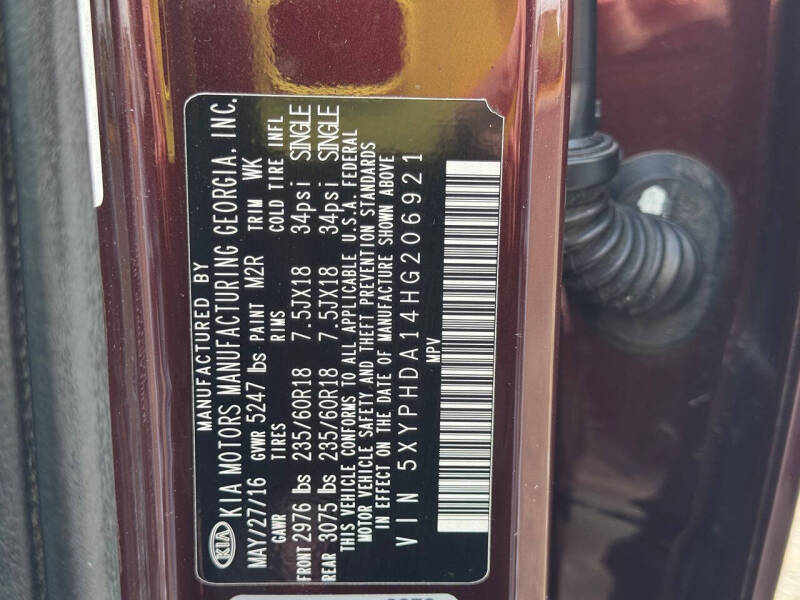 MANUFACTURED BY
KIA KIA MOTORS MANUFACTURING GEORGIA, INC.
MAY/27/16 GVWR 5247 lbs PAINT M2R TRIM WK
GAWR TIRES RIMS COLD TIRE INFL
FRONT 2976 lbs 235/60R18 7.5JX18 34psi SINGLE
REAR 3075 lbs 235/60R18 7.5JX18 34psi SINGLE
THIS VEHICLE CONFORMS TO ALL APPLICABLE U.S.A. FEDERAL
MOTOR VEHICLE SAFETY AND THEFT PREVENTION STANDARDS
IN EFFECT ON THE DATE OF MANUFACTURE SHOWN ABOVE
VIN 5XYPHDA14HG206921
MPV